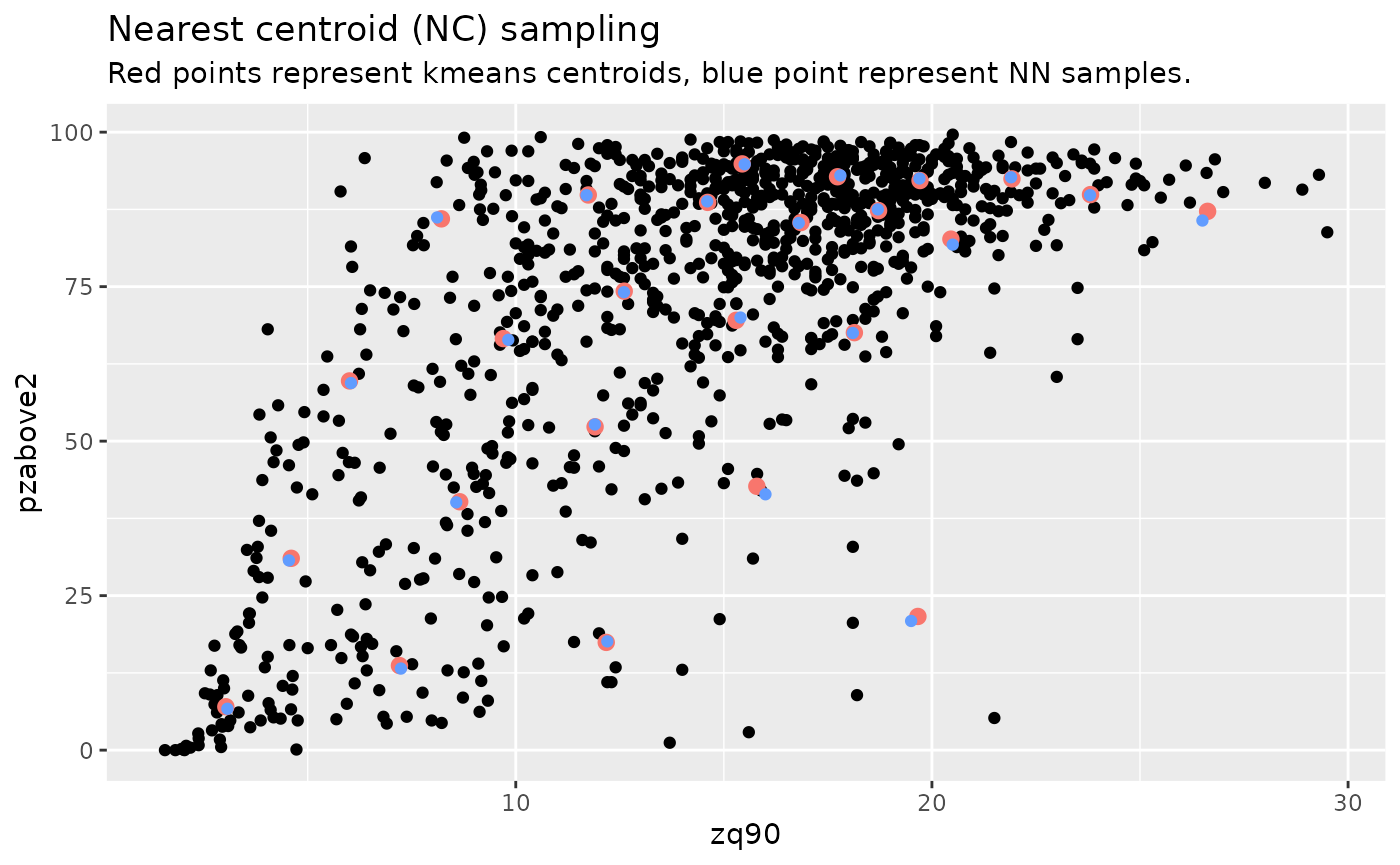 Nearest centroid (NC) sampling
Red points represent kmeans centroids, blue point represent NN samples.
100
75
50
25
0
pzabove2
10
20
30
zq90